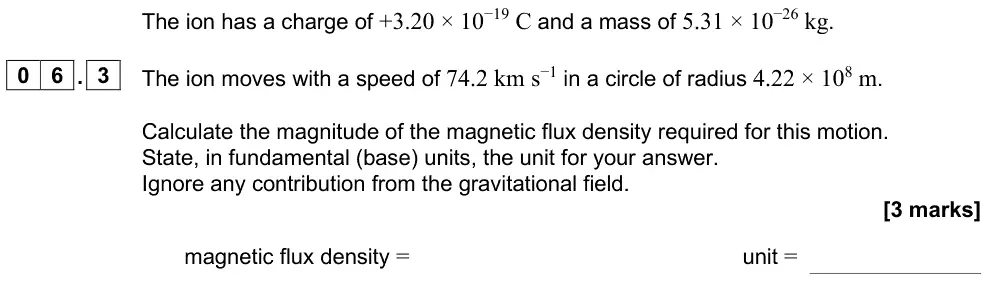 The ion has a charge of +3.20 × 10⁻¹⁹ C and a mass of 5.31 × 10⁻²⁶ kg.
0 6 . 3 The ion moves with a speed of 74.2 km s⁻¹ in a circle of radius 4.22 × 10⁸ m.
Calculate the magnitude of the magnetic flux density required for this motion.
State, in fundamental (base) units, the unit for your answer.
Ignore any contribution from the gravitational field.
[3 marks]
magnetic flux density = unit =